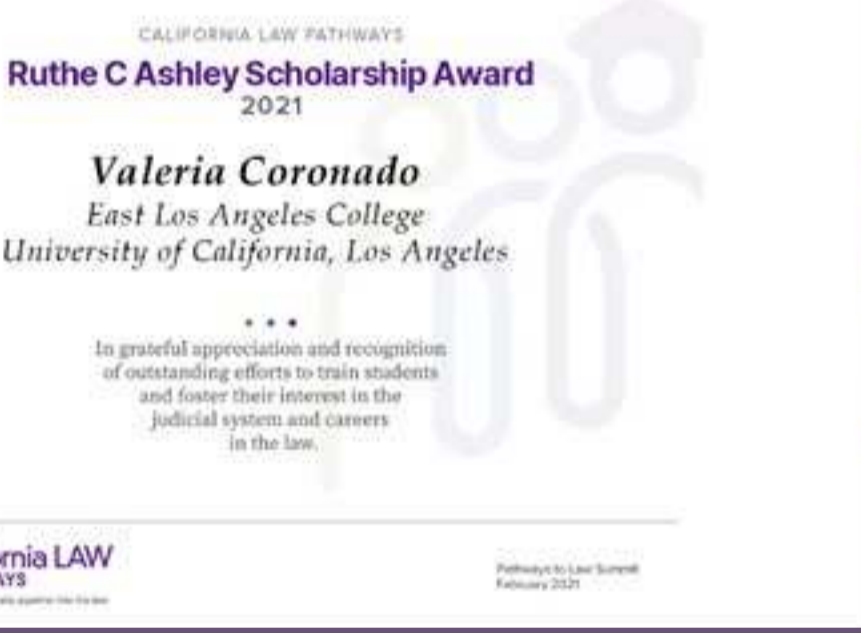 CALIFORNIA LAW PATHWAYS
Ruthe C Ashley Scholarship Award
2021
Valeria Coronado
East Los Angeles College
University of California, Los Angeles
In grateful appreciation and recognition
of outstanding efforts to train students
and foster their interest in the
judicial system and careers
in the law.
rnia LAW
AYS
Pathways to Law Summit
February 2021